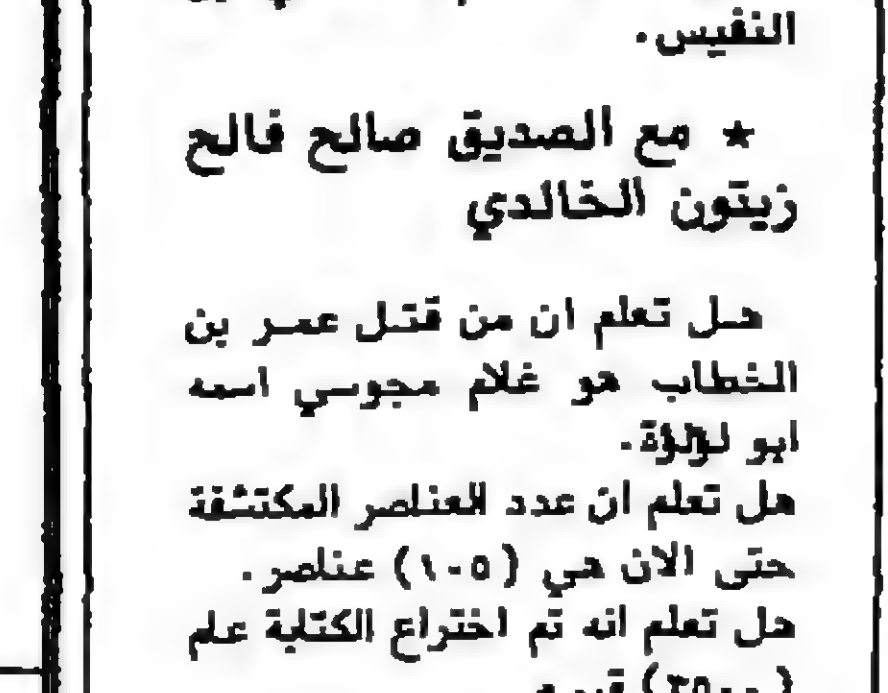 النفيس.
★ مع الصديق صالح فالح
زيتون الخالدي
هل تعلم ان من قتل عمر بن
الخطاب هو غلام مجوسي اسمه
ابو لؤلؤة.
هل تعلم ان عدد العناصر المكتشفة
حتى الان هي (١٠٥) عناصر.
هل تعلم انه تم اختراع الكتابة عام
(٣٥٠٠)